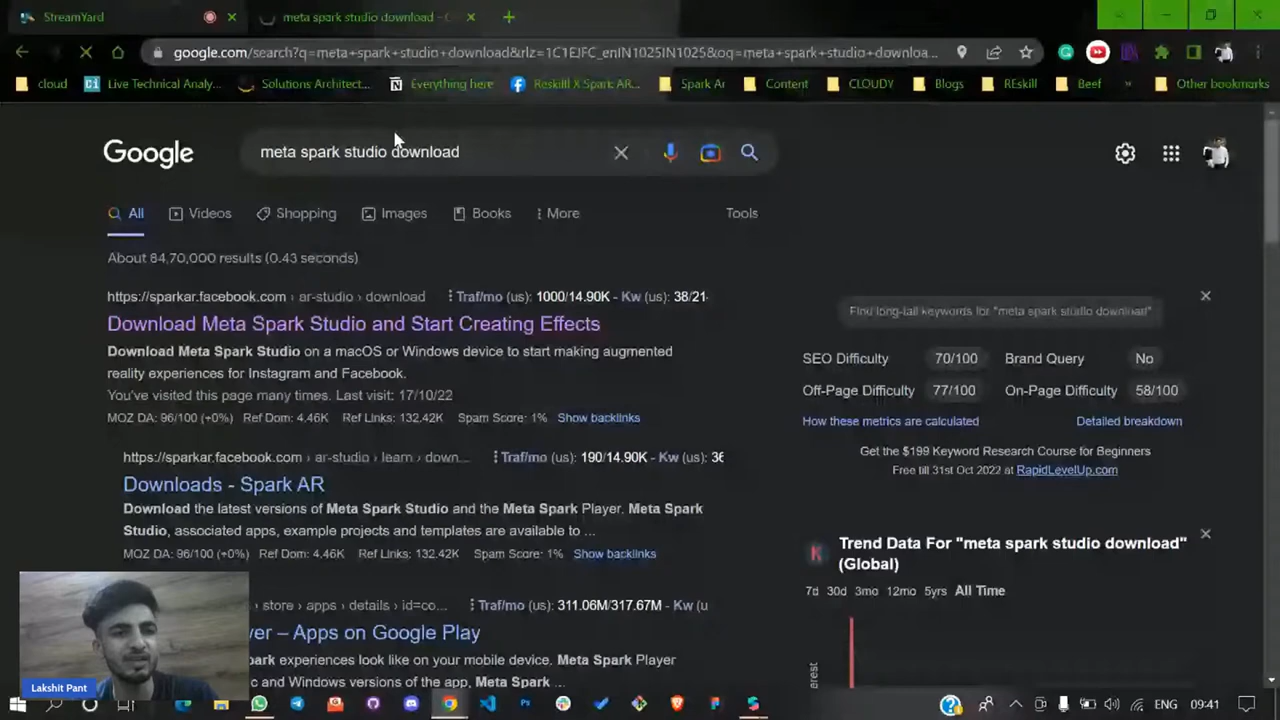 StreamYard
meta spark studio download - G
google.com/search?q=meta+spark+studio+download&rlz=1C1EJFC_enIN1025IN1025&oq=meta+spark+studio+downloa...
cloud
Live Technical Analy...
Solutions Architect...
Everything here
Reskilll X Spark AR...
Spark Ar
Content
CLOUDY
Blogs
REskill
Beef
»
Other bookmarks
Google
meta spark studio download
All
Videos
Shopping
Images
Books
More
Tools
About 84,70,000 results (0.43 seconds)
https://sparkar.facebook.com › ar-studio › download
Traf/mo (us): 1000/14.90K - Kw (us): 38/21
Download Meta Spark Studio and Start Creating Effects
Download Meta Spark Studio on a macOS or Windows device to start making augmented
reality experiences for Instagram and Facebook.
You've visited this page many times. Last visit: 17/10/22
MOZ DA: 96/100 (+0%) Ref Dom: 4.46K Ref Links: 132.42K Spam Score: 1% Show backlinks
https://sparkar.facebook.com › ar-studio › learn › down...
Traf/mo (us): 190/14.90K - Kw (us): 36
Downloads - Spark AR
Download the latest versions of Meta Spark Studio and the Meta Spark Player. Meta Spark
Studio, associated apps, example projects and templates are available to ...
MOZ DA: 96/100 (+0%) Ref Dom: 4.46K Ref Links: 132.42K Spam Score: 1% Show backlinks
› store › apps › details › id=co...
Traf/mo (us): 311.06M/317.67M - Kw (u
ver – Apps on Google Play
park experiences look like on your mobile device. Meta Spark Player
c and Windows versions of the app, Meta Spark ...
Find long-tail keywords for "meta spark studio download"
SEO Difficulty 70/100 Brand Query No
Off-Page Difficulty 77/100 On-Page Difficulty 58/100
How these metrics are calculated
Detailed breakdown
Get the $199 Keyword Research Course for Beginners
Free till 31st Oct 2022 at RapidLevelUp.com
Trend Data For "meta spark studio download"
(Global)
7d 30d 3mo 12mo 5yrs All Time
erest
Lakshit Pant
ENG
09:41